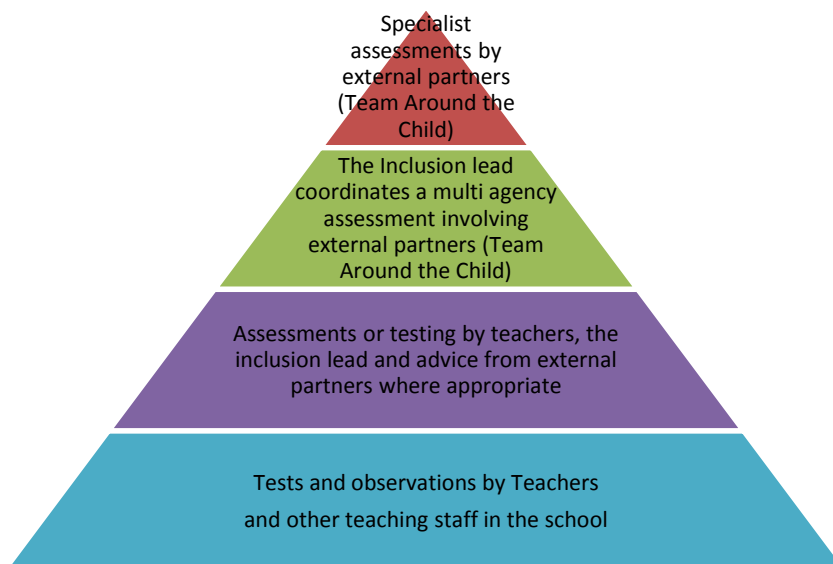 Specialist
assessments by
external partners
(Team Around the
Child)
The Inclusion lead
coordinates a multi agency
assessment involving
external partners (Team
Around the Child)
Assessments or testing by teachers, the
inclusion lead and advice from external
partners where appropriate
Tests and observations by Teachers
and other teaching staff in the school